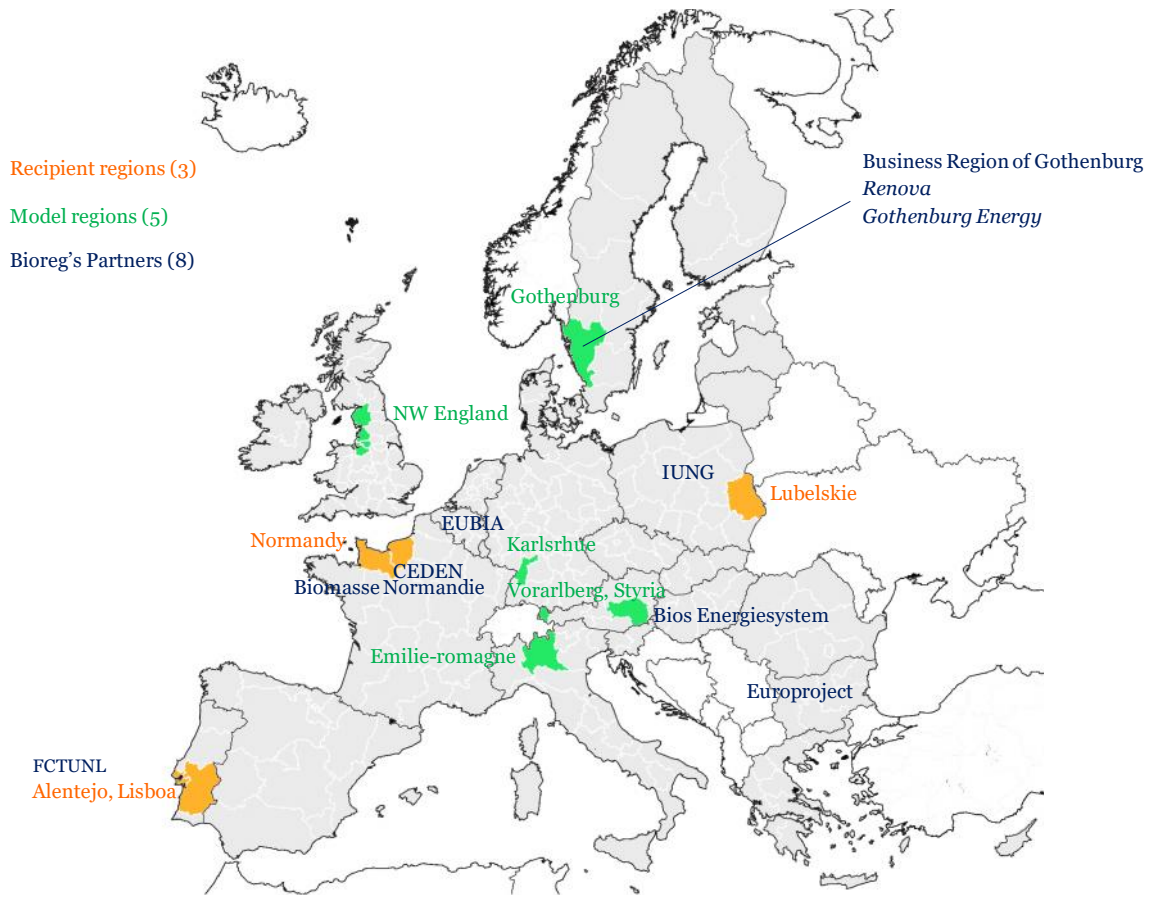 Recipient regions (3)
Model regions (5)
Bioreg's Partners (8)
Business Region of Gothenburg
Renova
Gothenburg Energy
Gothenburg
NW England
IUNG
Lubelskie
EUBIA
Normandy
Karlsrhue
CEDEN
Biomasse Normandie
Vorarlberg, Styria
Bios Energiesystem
Emilie-romagne
Europroject
FCTUNL
Alentejo, Lisboa